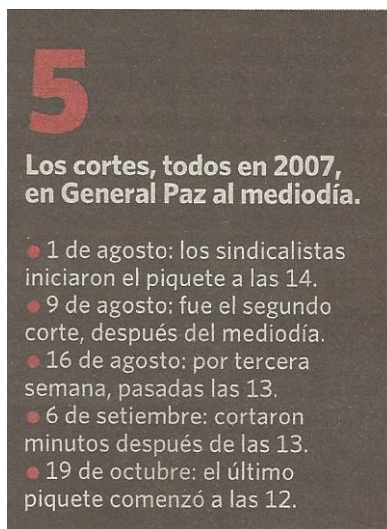 5
Los cortes, todos en 2007,
en General Paz al mediodía.
• 1 de agosto: los sindicalistas
iniciaron el piquete a las 14.
• 9 de agosto: fue el segundo
corte, después del mediodía.
• 16 de agosto: por tercera
semana, pasadas las 13.
• 6 de setiembre: cortaron
minutos después de las 13.
• 19 de octubre: el último
piquete comenzó a las 12.